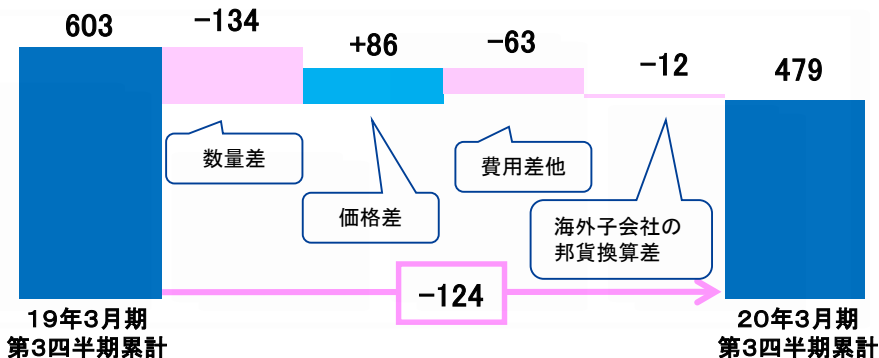 603
−134
+86
−63
−12
479
数量差
価格差
費用差他
海外子会社の
邦貨換算差
−124
19年3月期
第3四半期累計
20年3月期
第3四半期累計